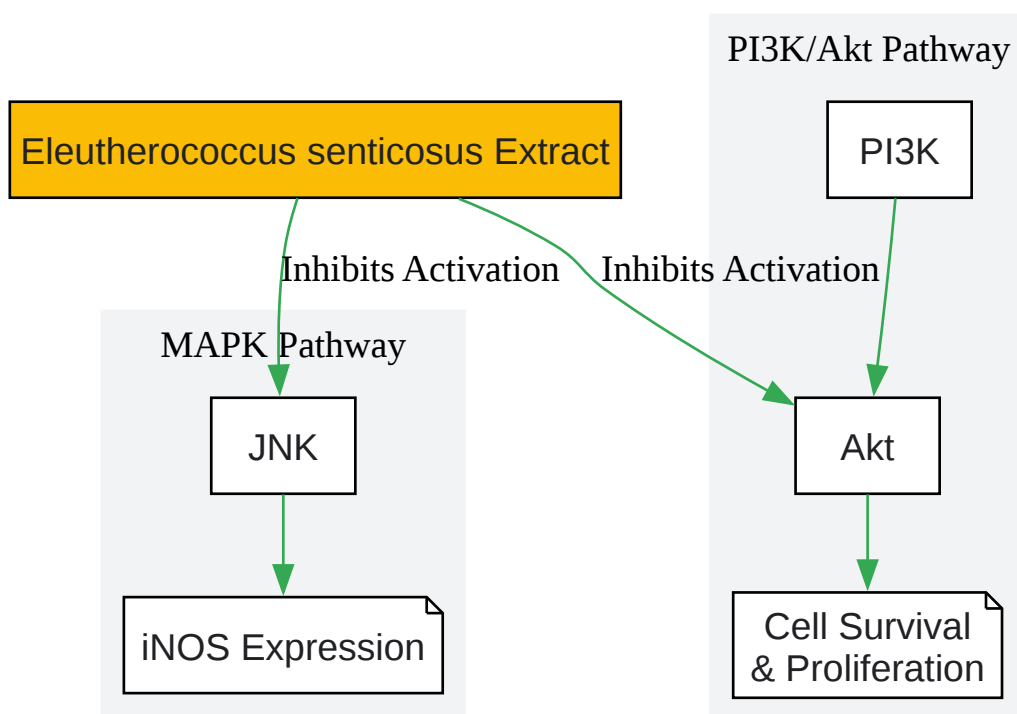 PI3K/Akt Pathway
Eleutherococcus senticosus Extract
PI3K
Inhibits Activation
Inhibits Activation
MAPK Pathway
JNK
Akt
iNOS Expression
Cell Survival
& Proliferation